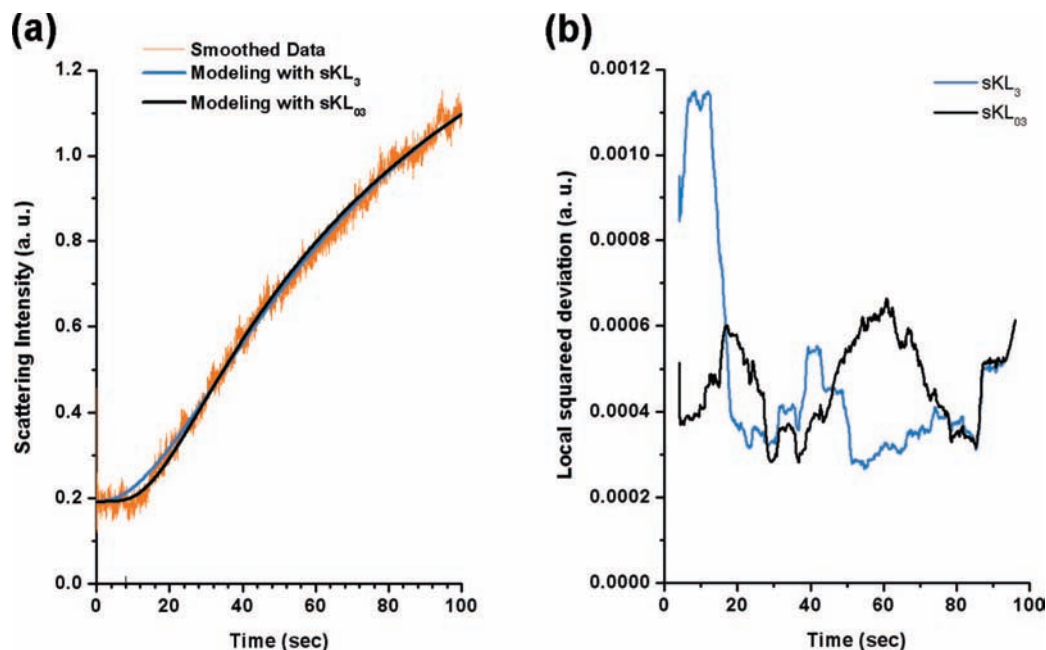 (a)
Smoothed Data
Modeling with sKL3
Modeling with sKL03
1.2
1.0
0.8
0.6
0.4
0.2
0.0
Scattering Intensity (a. u.)
0 20 40 60 80 100
Time (sec)
(b)
sKL3
sKL03
0.0012
0.0010
0.0008
0.0006
0.0004
0.0002
0.0000
Local squareed deviation (a. u.)
0 20 40 60 80 100
Time (sec)